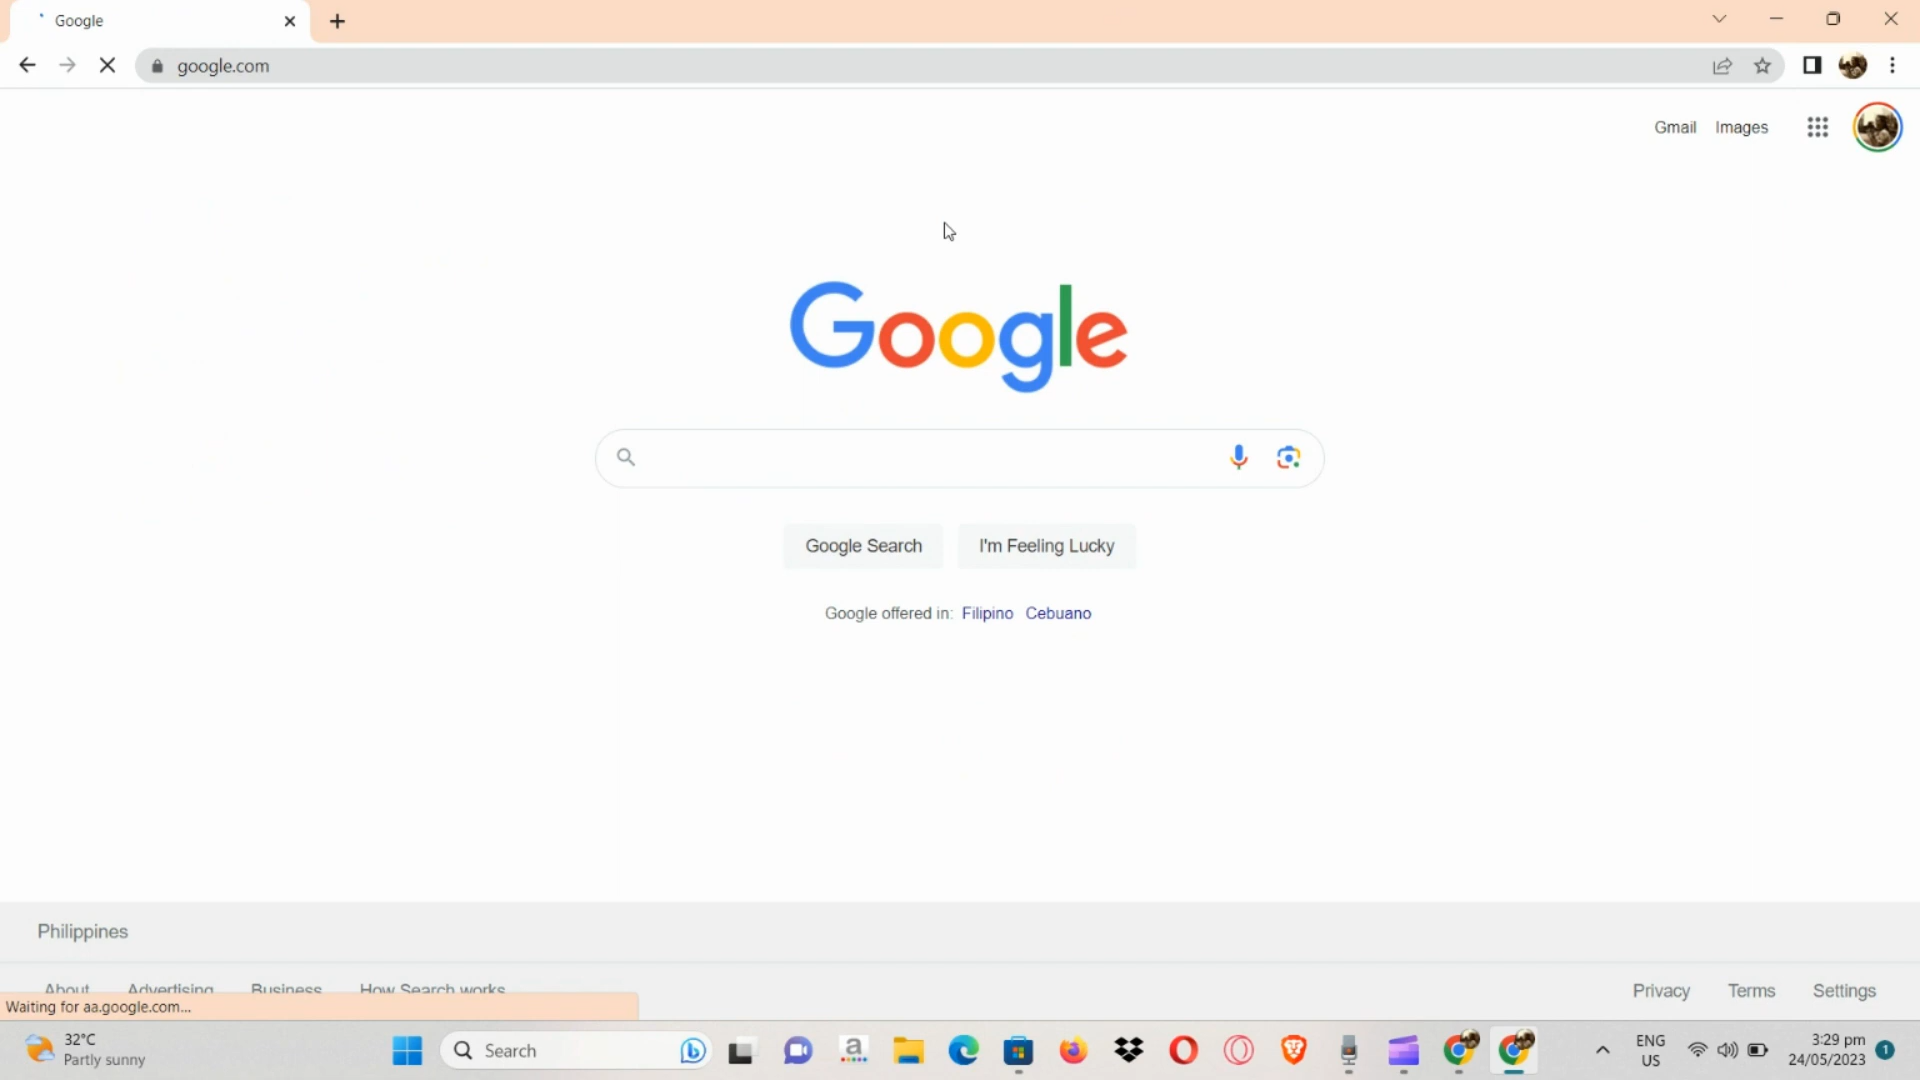 Google
google.com
Gmail Images
Google
Google Search I'm Feeling Lucky
Google offered in: Filipino Cebuano
Philippines
About Advertising Business How Search works Privacy Terms Settings
Waiting for aa.google.com...
32°C
Partly sunny
Search
ENG
US
3:29 pm
24/05/2023
1